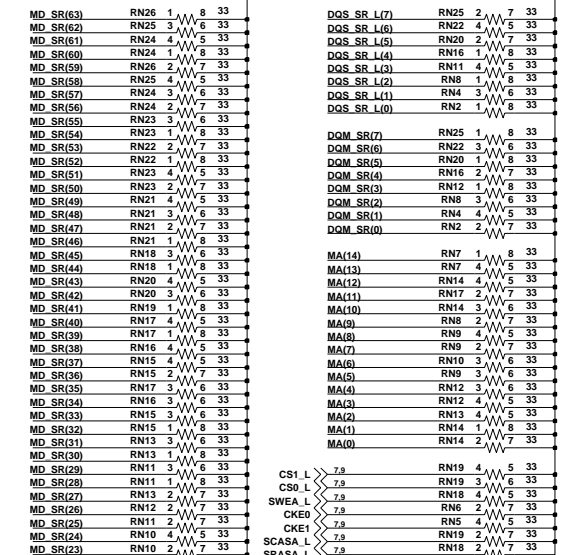 MD_SR(63) RN26 1 8 33
MD_SR(62) RN25 3 6 33
MD_SR(61) RN24 4 5 33
MD_SR(60) RN24 1 8 33
MD_SR(59) RN26 2 7 33
MD_SR(58) RN25 4 5 33
MD_SR(57) RN24 3 6 33
MD_SR(56) RN24 2 7 33
MD_SR(55) RN23 3 6 33
MD_SR(54) RN23 1 8 33
MD_SR(53) RN22 2 7 33
MD_SR(52) RN22 1 8 33
MD_SR(51) RN23 4 5 33
MD_SR(50) RN23 2 7 33
MD_SR(49) RN21 4 5 33
MD_SR(48) RN21 3 6 33
MD_SR(47) RN21 2 7 33
MD_SR(46) RN21 1 8 33
MD_SR(45) RN18 3 6 33
MD_SR(44) RN18 1 8 33
MD_SR(43) RN20 4 5 33
MD_SR(42) RN20 3 6 33
MD_SR(41) RN19 1 8 33
MD_SR(40) RN17 4 5 33
MD_SR(39) RN17 1 8 33
MD_SR(38) RN16 4 5 33
MD_SR(37) RN15 4 5 33
MD_SR(36) RN15 2 7 33
MD_SR(35) RN17 3 6 33
MD_SR(34) RN16 3 6 33
MD_SR(33) RN15 3 6 33
MD_SR(32) RN15 1 8 33
MD_SR(31) RN13 3 6 33
MD_SR(30) RN13 1 8 33
MD_SR(29) RN11 3 6 33
MD_SR(28) RN11 1 8 33
MD_SR(27) RN13 2 7 33
MD_SR(26) RN12 2 7 33
MD_SR(25) RN11 2 7 33
MD_SR(24) RN10 4 5 33
MD_SR(23) RN10 2 7 33
DQS_SR_L(7) RN25 2 7 33
DQS_SR_L(6) RN22 4 5 33
DQS_SR_L(5) RN20 2 7 33
DQS_SR_L(4) RN16 1 8 33
DQS_SR_L(3) RN11 4 5 33
DQS_SR_L(2) RN8 1 8 33
DQS_SR_L(1) RN4 3 6 33
DQS_SR_L(0) RN2 1 8 33
DQM_SR(7) RN25 1 8 33
DQM_SR(6) RN22 3 6 33
DQM_SR(5) RN20 1 8 33
DQM_SR(4) RN16 2 7 33
DQM_SR(3) RN12 1 8 33
DQM_SR(2) RN8 3 6 33
DQM_SR(1) RN4 4 5 33
DQM_SR(0) RN2 2 7 33
MA(14) RN7 1 8 33
MA(13) RN7 4 5 33
MA(12) RN14 4 5 33
MA(11) RN17 2 7 33
MA(10) RN14 3 6 33
MA(9) RN8 2 7 33
MA(8) RN9 4 5 33
MA(7) RN9 2 7 33
MA(6) RN10 3 6 33
MA(5) RN9 3 6 33
MA(4) RN12 3 6 33
MA(3) RN12 4 5 33
MA(2) RN13 4 5 33
MA(1) RN14 1 8 33
MA(0) RN14 2 7 33
CS1_L 7,9 RN19 4 5 33
CS0_L 7,9 RN19 3 6 33
SWEA_L 7,9 RN18 4 5 33
CKE0 7,9 RN6 2 7 33
CKE1 7,9 RN5 4 5 33
SCASA_L 7,9 RN19 2 7 33
SRASA_L 7,9 RN18 2 7 33